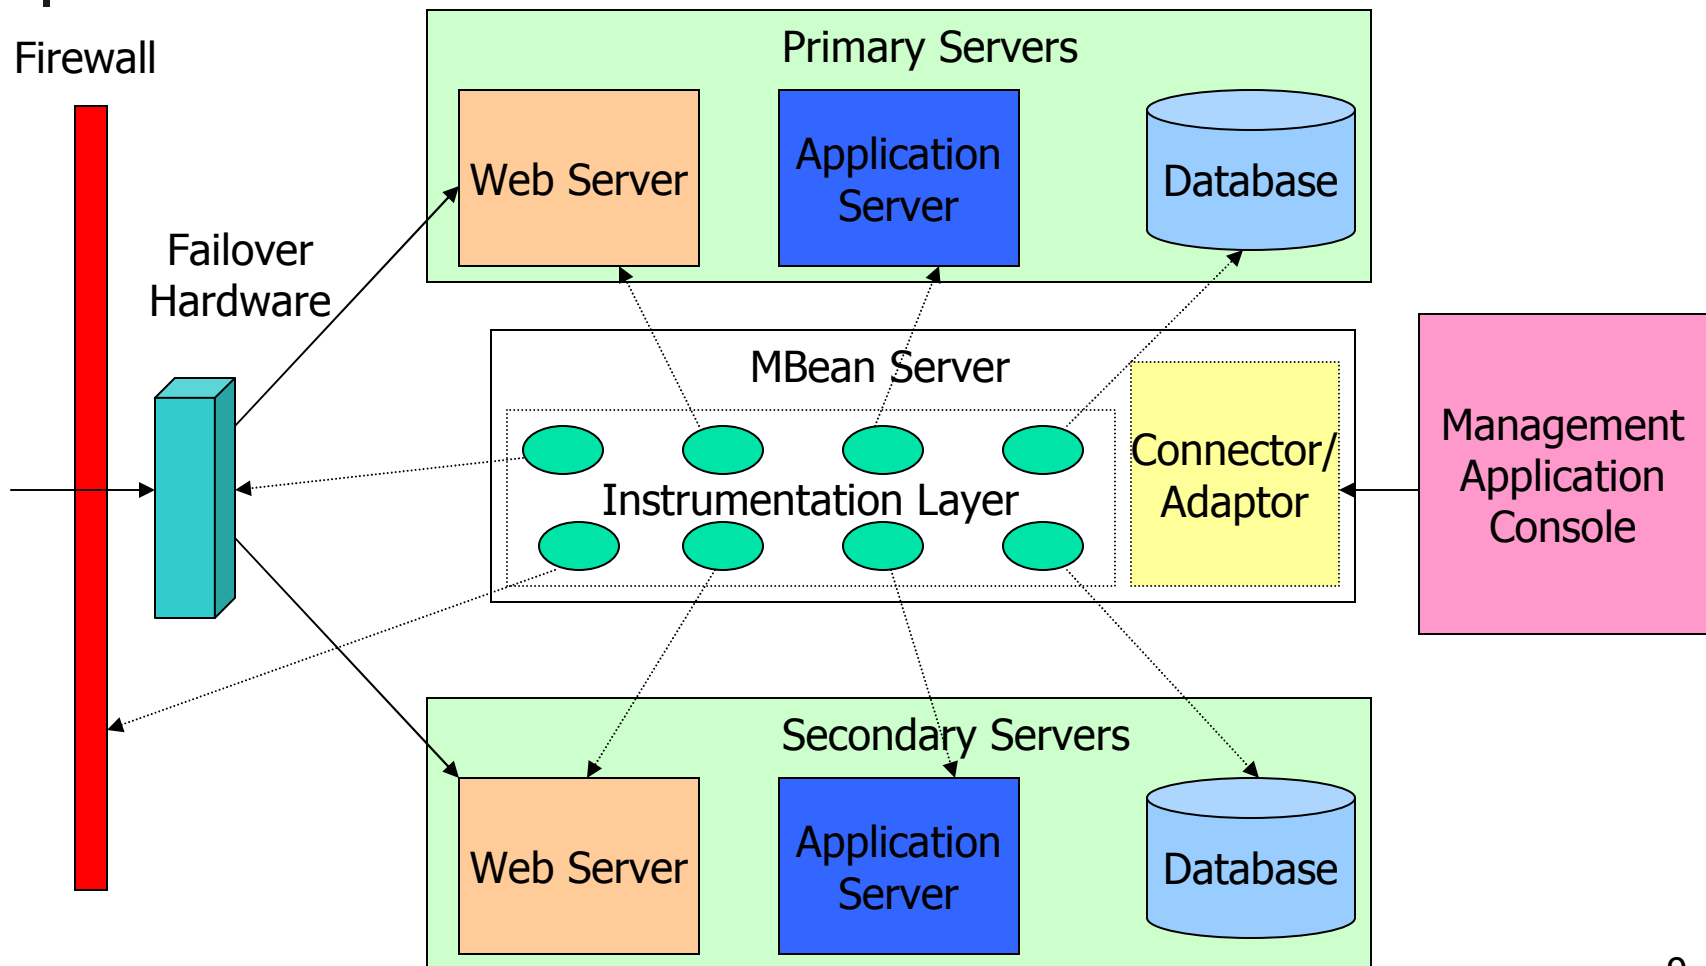 Firewall
Primary Servers
Web Server
Application
Server
Database
Failover
Hardware
MBean Server
Instrumentation Layer
Connector/
Adaptor
Management
Application
Console
Secondary Servers
Web Server
Application
Server
Database